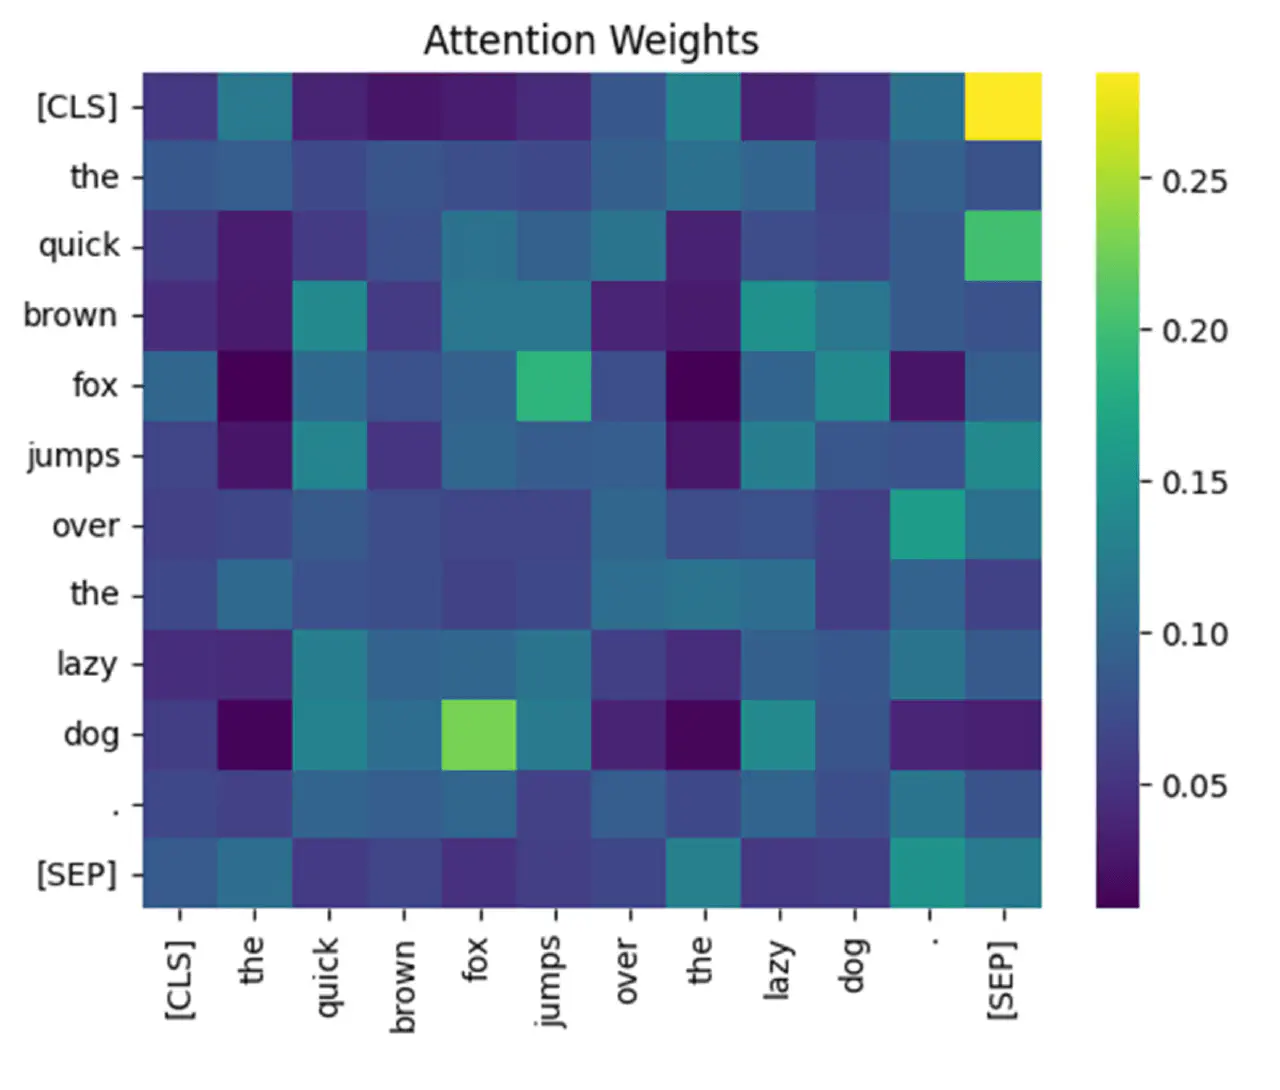 Attention Weights
[CLS]
the
quick
brown
fox
jumps
over
the
lazy
dog
.
[SEP]
[CLS] the quick brown fox jumps over the lazy dog . [SEP]
0.25
0.20
0.15
0.10
0.05